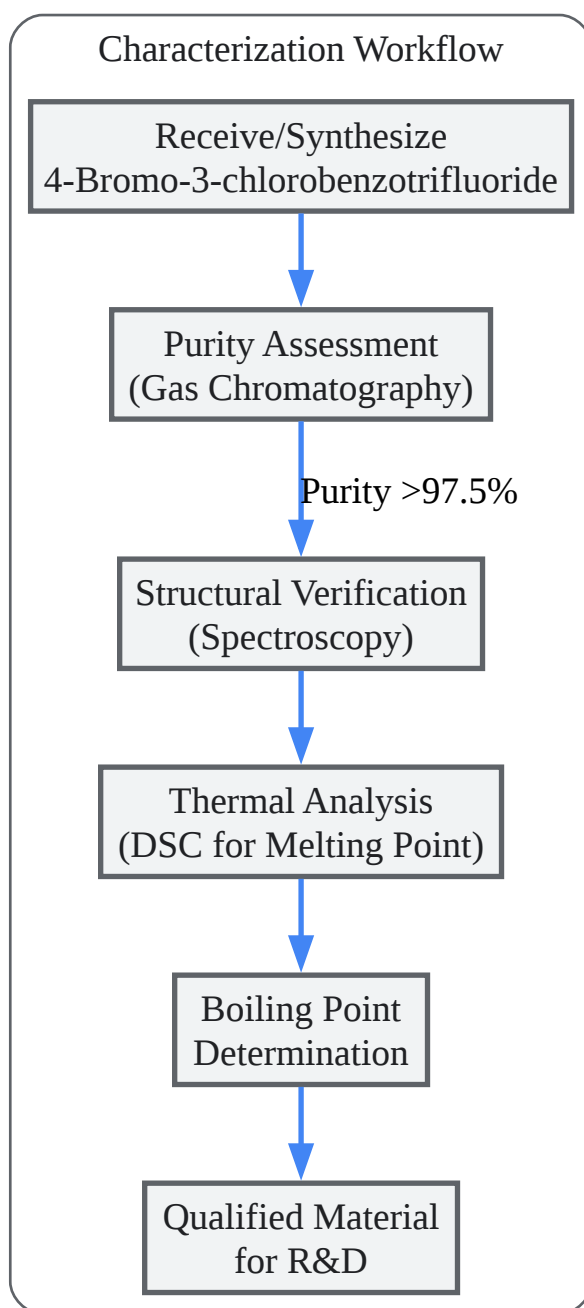 Characterization Workflow
Receive/Synthesize
4-Bromo-3-chlorobenzotrifluoride
Purity Assessment
(Gas Chromatography)
Purity >97.5%
Structural Verification
(Spectroscopy)
Thermal Analysis
(DSC for Melting Point)
Boiling Point
Determination
Qualified Material
for R&D